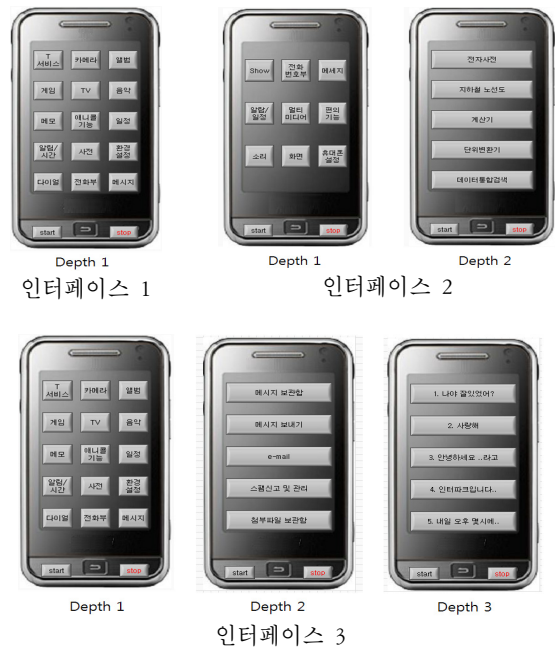 T
서비스 카메라 앨범
게임 TV 음악
메모 애니콜
기능 일정
알람/
시간 사전 환경
설정
다이얼 전화부 메시지
start stop
Depth 1
인터페이스 1
Show 전화
번호부 메세지
알람/
일정 멀티
미디어 편의
기능
소리 화면 휴대폰
설정
start stop
Depth 1
전자사전
지하철 노선도
계산기
단위변환기
데이터통합검색
start stop
Depth 2
인터페이스 2
T
서비스 카메라 앨범
게임 TV 음악
메모 애니콜
기능 일정
알람/
시간 사전 환경
설정
다이얼 전화부 메시지
start stop
Depth 1
메시지 보관함
메시지 보내기
e-mail
스팸신고 및 관리
첨부파일 보관함
start stop
Depth 2
1. 나야 잘있었어?
2. 사랑해
3. 안녕하세요 ..라고
4. 인터파크입니다..
5. 내일 오후 몇시에..
start stop
Depth 3
인터페이스 3